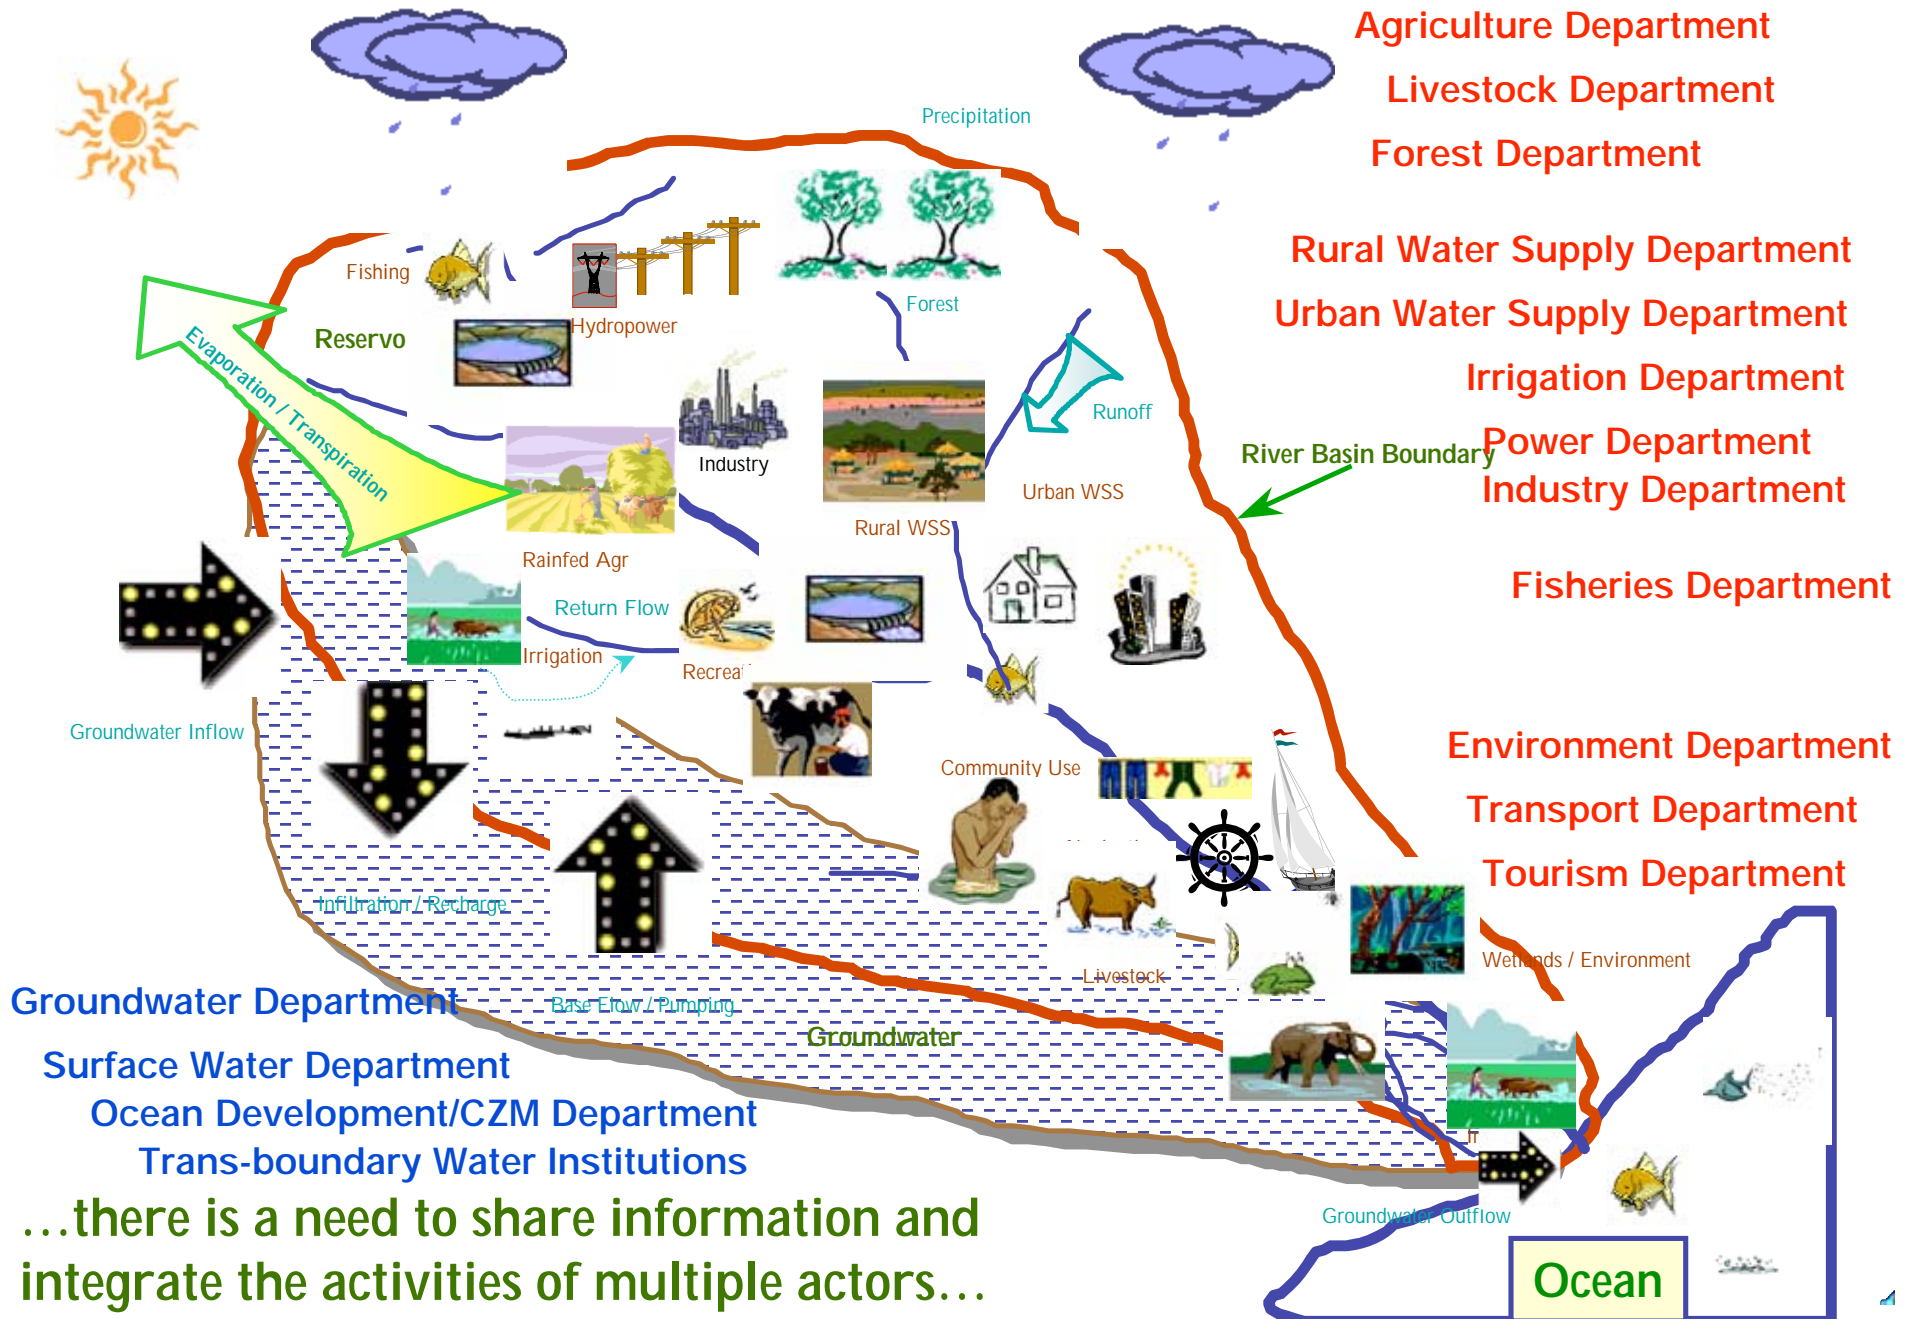 Agriculture Department
Livestock Department
Precipitation
Forest Department
Rural Water Supply Department
Fishing
Forest
Urban Water Supply Department
Hydropower
Reservo
Evaporation / Transpiration
Irrigation Department
Runoff
Power Department
River Basin Boundary
Industry
Industry Department
Urban WSS
Rural WSS
Rainfed Agr
Fisheries Department
Return Flow
Irrigation
Recrea
Groundwater Inflow
Environment Department
Community Use
Transport Department
Tourism Department
Infiltration / Recharge
Wetlands / Environment
Livestock
Groundwater Department
Base Flow / Pumping
Groundwater
Surface Water Department
Ocean Development/CZM Department
Trans-boundary Water Institutions
Groundwater Outflow
…there is a need to share information and
integrate the activities of multiple actors…
Ocean